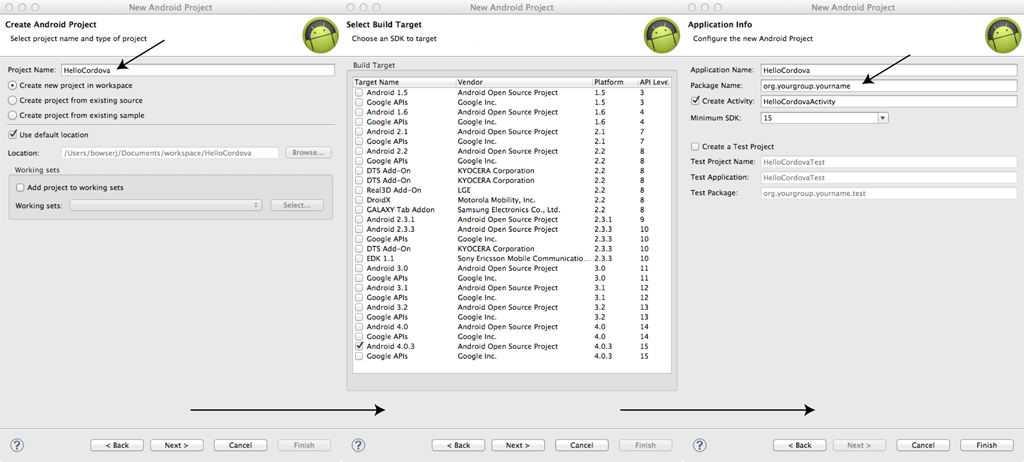 New Android Project
Create Android Project
Select project name and type of project
Project Name: HelloCordova
Create new project in workspace
Create project from existing source
Create project from existing sample
Use default location
Location: /Users/bowserj/Documents/workspace/HelloCordova Browse...
Working sets
Add project to working sets
Working sets: Select...
? < Back Next > Cancel Finish
New Android Project
Select Build Target
Choose an SDK to target
Build Target
Target Name Vendor Platform API Leve
Android 1.5 Android Open Source Project 1.5 3
Google APIs Google Inc. 1.5 3
Android 1.6 Android Open Source Project 1.6 4
Google APIs Google Inc. 1.6 4
Android 2.1 Android Open Source Project 2.1 7
Google APIs Google Inc. 2.1 7
Android 2.2 Android Open Source Project 2.2 8
Google APIs Google Inc. 2.2 8
DTS Add-On KYOCERA Corporation 2.2 8
DTS Add-On KYOCERA Corporation 2.2 8
Real3D Add-On LGE 2.2 8
DroidX Motorola Mobility, Inc. 2.2 8
GALAXY Tab Addon Samsung Electronics Co., Ltd. 2.2 8
Android 2.3.1 Android Open Source Project 2.3.1 9
Android 2.3.3 Android Open Source Project 2.3.3 10
Google APIs Google Inc. 2.3.3 10
DTS Add-On KYOCERA Corporation 2.3.3 10
EDK 1.1 Sony Ericsson Mobile Communicatio... 2.3.3 10
Android 3.0 Android Open Source Project 3.0 11
Google APIs Google Inc. 3.0 11
Android 3.1 Android Open Source Project 3.1 12
Google APIs Google Inc. 3.1 12
Android 3.2 Android Open Source Project 3.2 13
Google APIs Google Inc. 3.2 13
Android 4.0 Android Open Source Project 4.0 14
Google APIs Google Inc. 4.0 14
Android 4.0.3 Android Open Source Project 4.0.3 15
Google APIs Google Inc. 4.0.3 15
? < Back Next > Cancel Finish
New Android Project
Application Info
Configure the new Android Project
Application Name: HelloCordova
Package Name: org.yourgroup.yourname
Create Activity: HelloCordovaActivity
Minimum SDK: 15
Create a Test Project
Test Project Name: HelloCordovaTest
Test Application: HelloCordovaTest
Test Package: org.yourgroup.yourname.test
? < Back Next > Cancel Finish